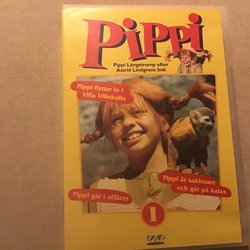 Pippi
Pippi Långstrump efter
Astrid Lindgrens bok
Pippi flyttar in i
Villa Villekulla
Pippi är sakletare
och går på kalas
Pippi går i affärer
1